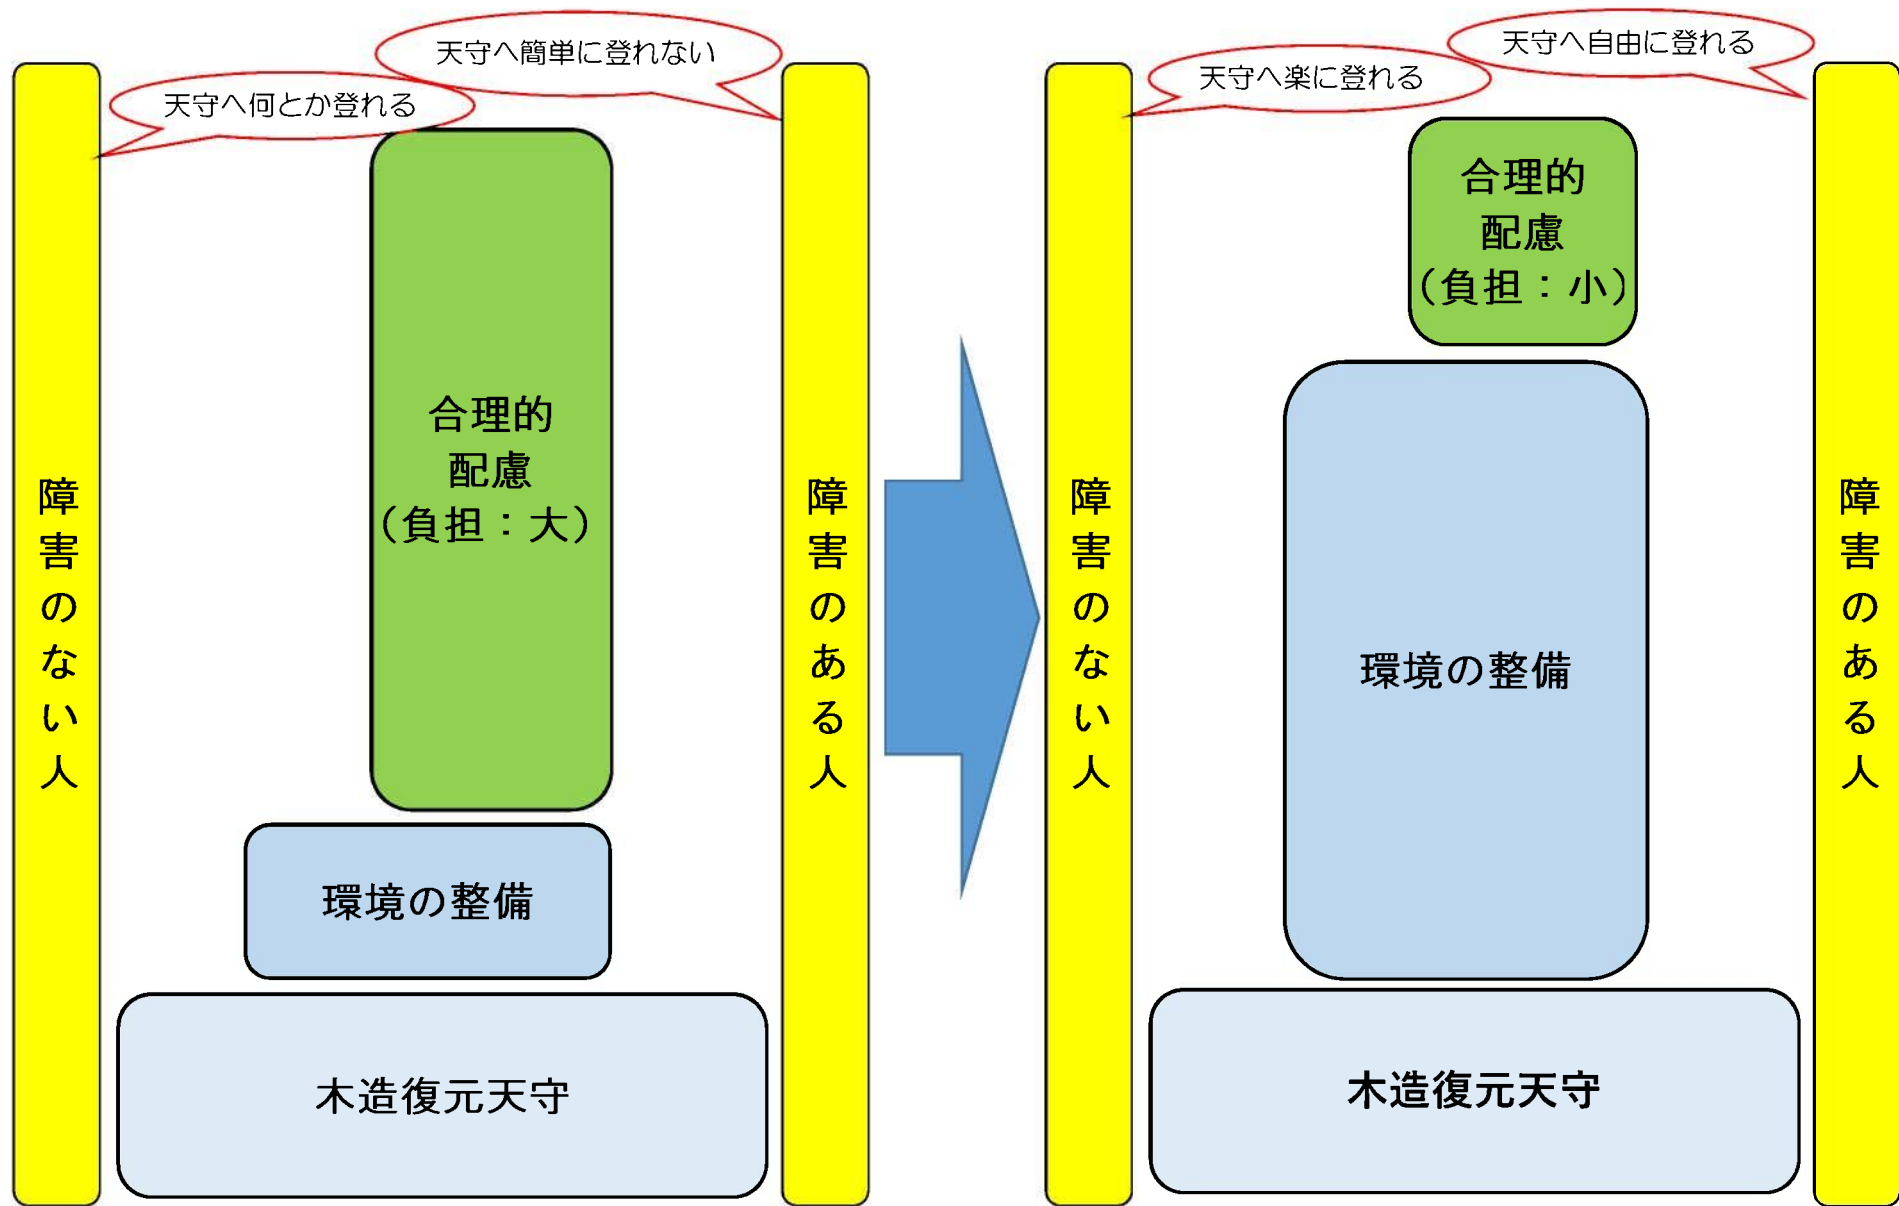 天守へ簡単に登れない
天守へ何とか登れる
障害のない人
合理的
配慮
（負担：大）
障害のある人
環境の整備
木造復元天守
天守へ自由に登れる
天守へ楽に登れる
障害のない人
合理的
配慮
（負担：小）
障害のある人
環境の整備
木造復元天守